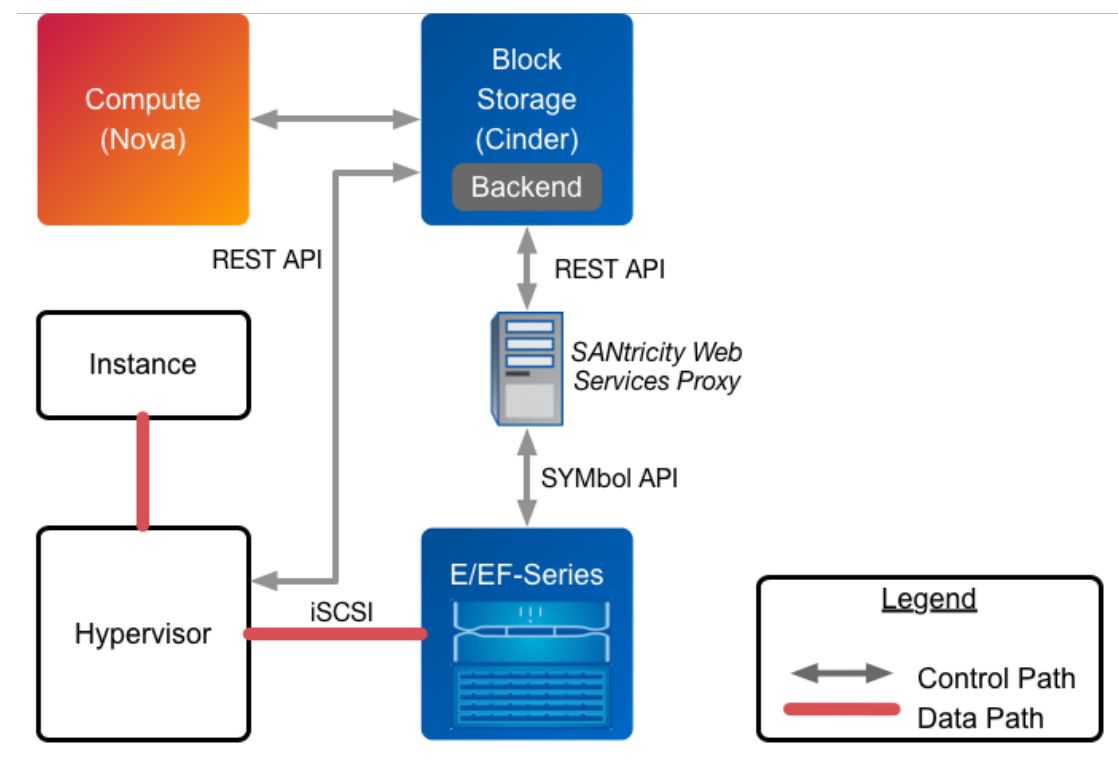 Compute
(Nova)
Block
Storage
(Cinder)
Backend
REST API
REST API
Instance
SANtricity Web
Services Proxy
SYMbol API
E/EF-Series
iSCSI
Hypervisor
Legend
Control Path
Data Path